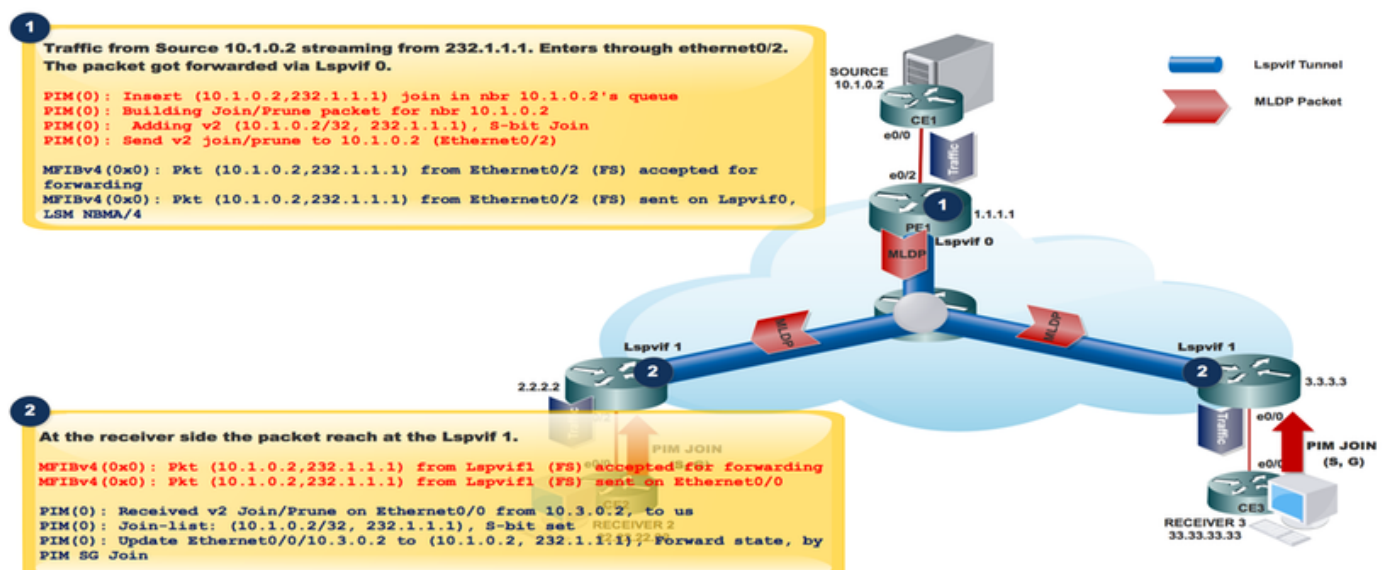 1
Traffic from Source 10.1.0.2 streaming from 232.1.1.1. Enters through ethernet0/2.
The packet got forwarded via Lspvif 0.
PIM(0): Insert (10.1.0.2,232.1.1.1) join in nbr 10.1.0.2's queue
PIM(0): Building Join/Prune packet for nbr 10.1.0.2
PIM(0):  Adding v2 (10.1.0.2/32, 232.1.1.1), S-bit Join
PIM(0): Send v2 join/prune to 10.1.0.2 (Ethernet0/2)
MFIBv4(0x0): Pkt (10.1.0.2,232.1.1.1) from Ethernet0/2 (FS) accepted for
forwarding
MFIBv4(0x0): Pkt (10.1.0.2,232.1.1.1) from Ethernet0/2 (FS) sent on Lspvif0,
LSM NBMA/4
SOURCE
10.1.0.2
CE1
e0/0
Traffic
e0/2
1
1.1.1.1
PE1
Lspvif 0
MLDP
Lspvif Tunnel
MLDP Packet
MLDP
MLDP
Lspvif 1
2
2.2.2.2
Lspvif 1
2
3.3.3.3
e0/0
Traffic
PIM JOIN
(S, G)
e0/0
CE3
RECEIVER 3
33.33.33.33
PIM JOIN
e0/0
CE2
RECEIVER 2
2
At the receiver side the packet reach at the Lspvif 1.
MFIBv4(0x0): Pkt (10.1.0.2,232.1.1.1) from Lspvif1 (FS) accepted for forwarding
MFIBv4(0x0): Pkt (10.1.0.2,232.1.1.1) from Lspvif1 (FS) sent on Ethernet0/0
PIM(0): Received v2 Join/Prune on Ethernet0/0 from 10.3.0.2, to us
PIM(0): Join-list: (10.1.0.2/32, 232.1.1.1), S-bit set
PIM(0): Update Ethernet0/0/10.3.0.2 to (10.1.0.2, 232.1.1.1), Forward state, by
PIM SG Join